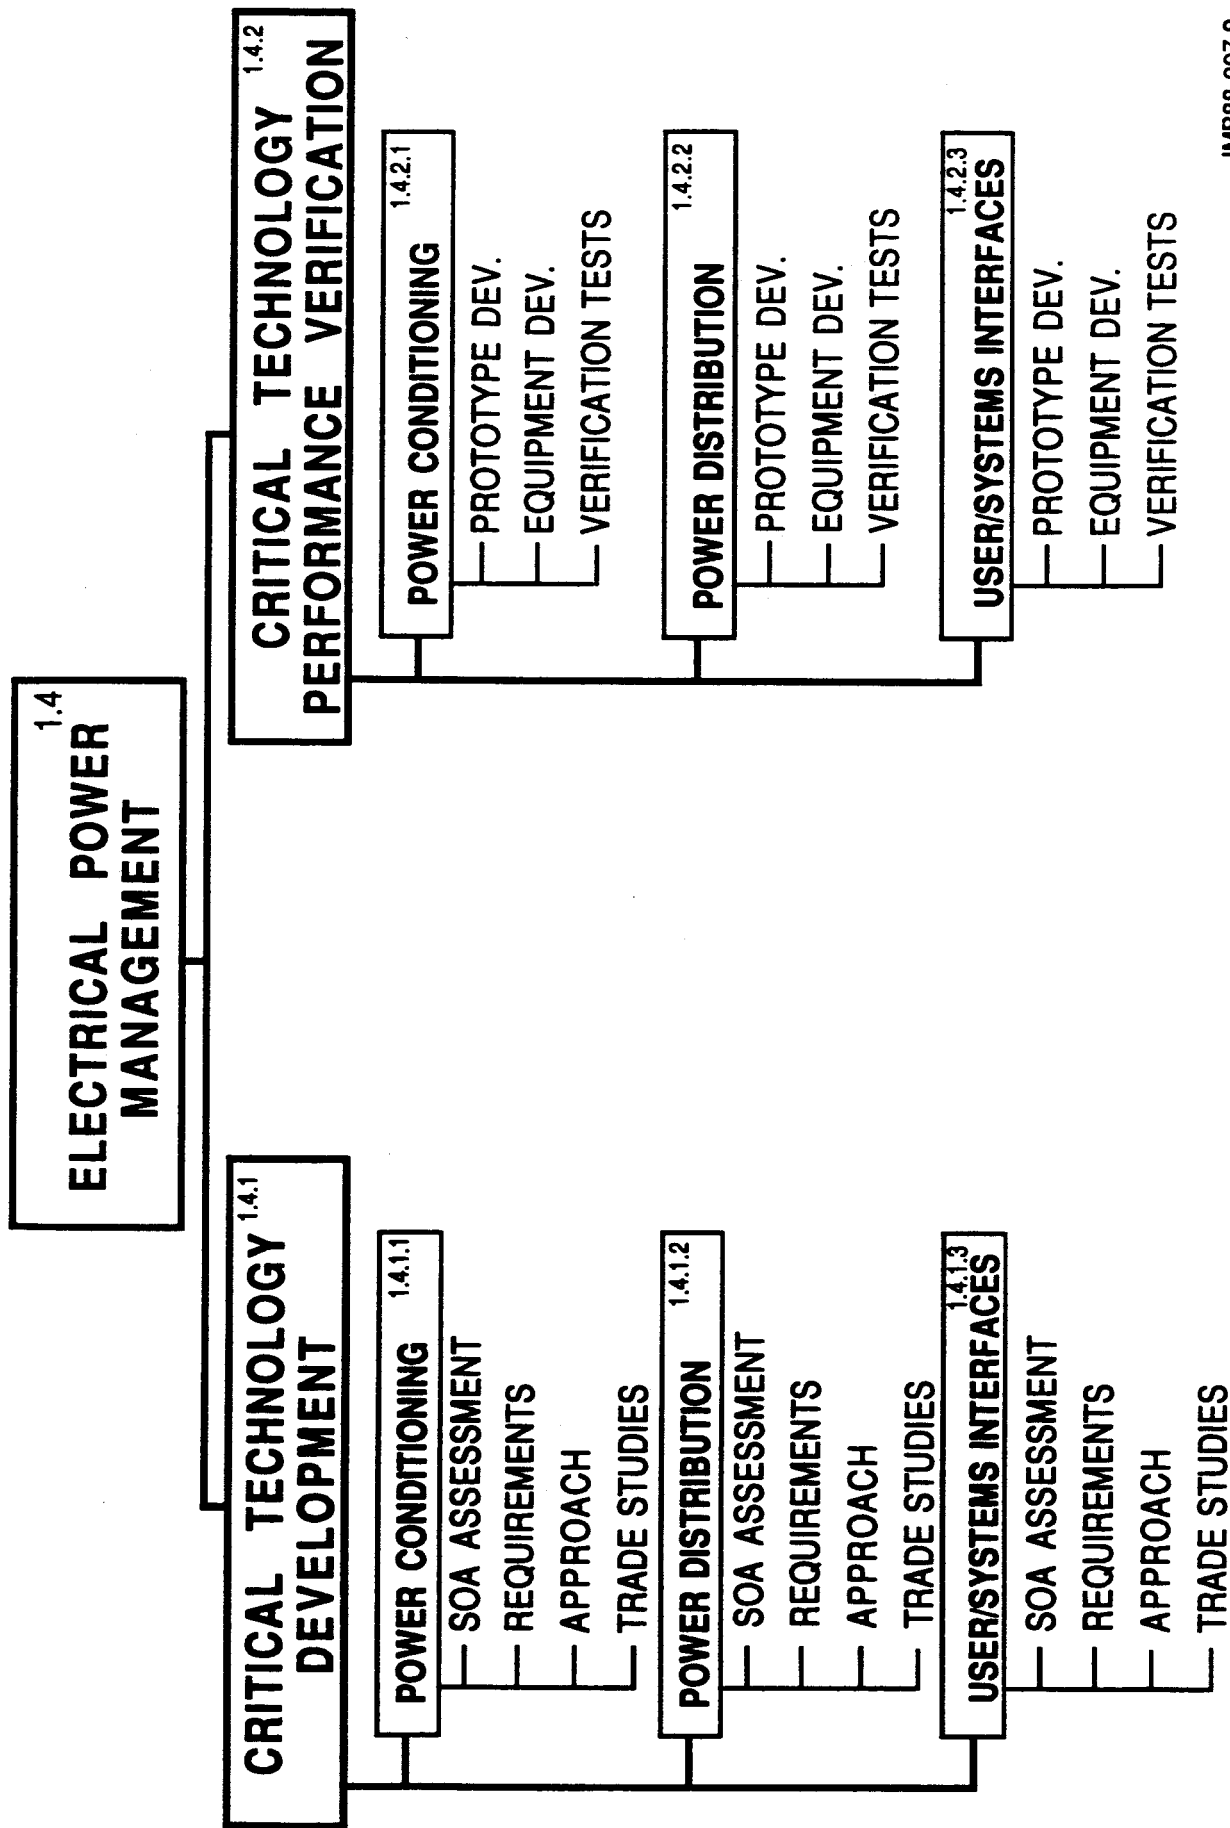 1.4
ELECTRICAL POWER
MANAGEMENT
1.4.1
CRITICAL TECHNOLOGY
DEVELOPMENT
1.4.1.1
POWER CONDITIONING
SOA ASSESSMENT
REQUIREMENTS
APPROACH
TRADE STUDIES
1.4.1.2
POWER DISTRIBUTION
SOA ASSESSMENT
REQUIREMENTS
APPROACH
TRADE STUDIES
1.4.1.3
USER/SYSTEMS INTERFACES
SOA ASSESSMENT
REQUIREMENTS
APPROACH
TRADE STUDIES
1.4.2
CRITICAL TECHNOLOGY
PERFORMANCE VERIFICATION
1.4.2.1
POWER CONDITIONING
PROTOTYPE DEV.
EQUIPMENT DEV.
VERIFICATION TESTS
1.4.2.2
POWER DISTRIBUTION
PROTOTYPE DEV.
EQUIPMENT DEV.
VERIFICATION TESTS
1.4.2.3
USER/SYSTEMS INTERFACES
PROTOTYPE DEV.
EQUIPMENT DEV.
VERIFICATION TESTS